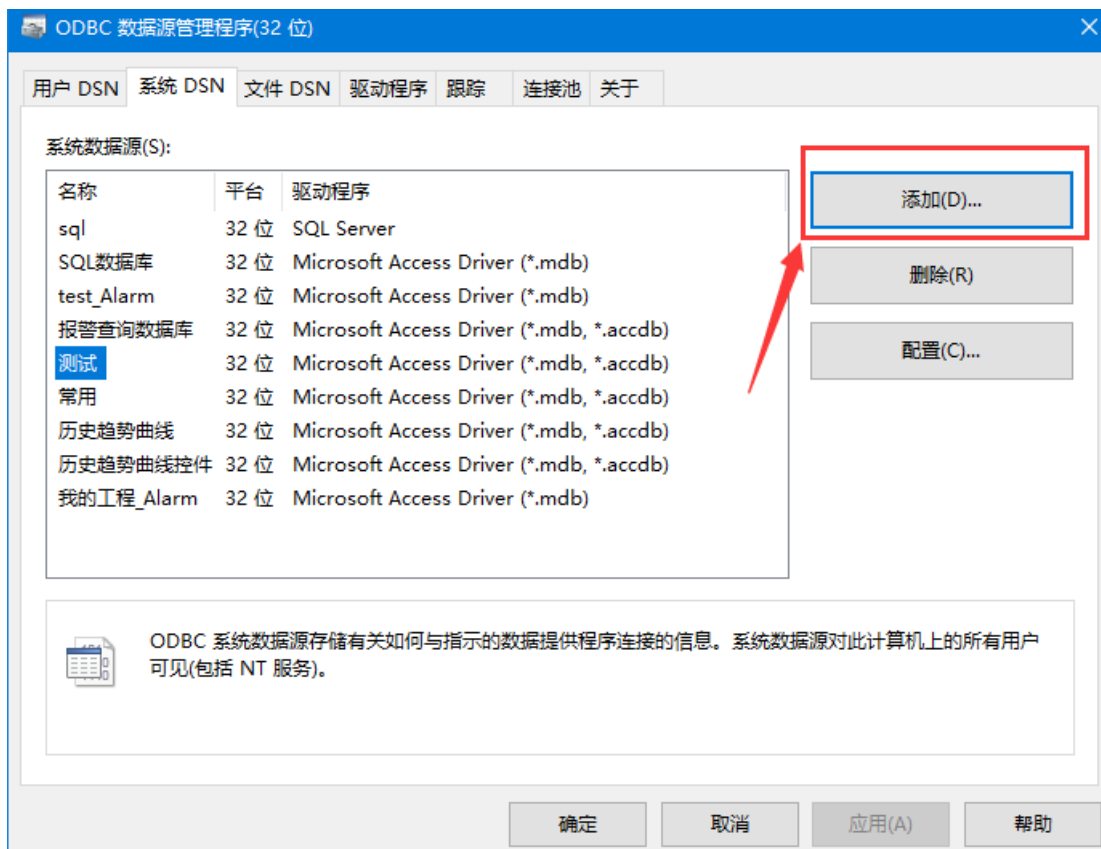 ODBC 数据源管理程序(32 位)
用户 DSN 系统 DSN 文件 DSN 驱动程序 跟踪 连接池 关于
系统数据源(S):
名称 平台 驱动程序
sql 32 位 SQL Server
SQL数据库 32 位 Microsoft Access Driver (*.mdb)
test_Alarm 32 位 Microsoft Access Driver (*.mdb)
报警查询数据库 32 位 Microsoft Access Driver (*.mdb, *.accdb)
测试 32 位 Microsoft Access Driver (*.mdb, *.accdb)
常用 32 位 Microsoft Access Driver (*.mdb, *.accdb)
历史趋势曲线 32 位 Microsoft Access Driver (*.mdb, *.accdb)
历史趋势曲线控件 32 位 Microsoft Access Driver (*.mdb, *.accdb)
我的工程_Alarm 32 位 Microsoft Access Driver (*.mdb)
添加(D)...
删除(R)
配置(C)...
ODBC 系统数据源存储有关如何与指示的数据提供程序连接的信息。系统数据源对此计算机上的所有用户
可见(包括 NT 服务)。
确定 取消 应用(A) 帮助